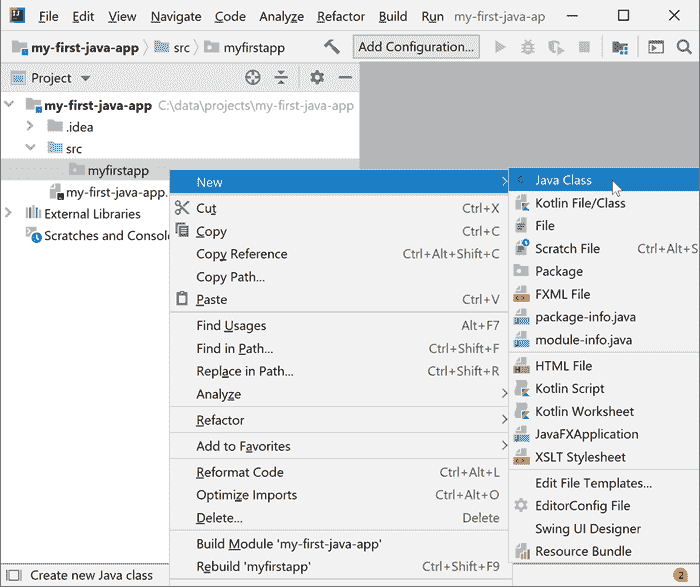 File Edit View Navigate Code Analyze Refactor Build Run my-first-java-ap
my-first-java-app src myfirstapp Add Configuration...
Project
my-first-java-app C:\data\projects\my-first-java-app
.idea
src
myfirstapp
my-first-java-app.
External Libraries
Scratches and Consol
New
Cut Ctrl+X
Copy Ctrl+C
Copy Reference Ctrl+Alt+Shift+C
Copy Path...
Paste Ctrl+V
Find Usages Alt+F7
Find in Path... Ctrl+Shift+F
Replace in Path... Ctrl+Shift+R
Analyze
Refactor
Add to Favorites
Reformat Code Ctrl+Alt+L
Optimize Imports Ctrl+Alt+O
Delete... Delete
Build Module 'my-first-java-app'
Rebuild 'myfirstapp' Ctrl+Shift+F9
Java Class
Kotlin File/Class
File
Scratch File Ctrl+Alt+S
Package
FXML File
package-info.java
module-info.java
HTML File
Kotlin Script
Kotlin Worksheet
JavaFXApplication
XSLT Stylesheet
Edit File Templates...
EditorConfig File
Swing UI Designer
Resource Bundle
Create new Java class 2